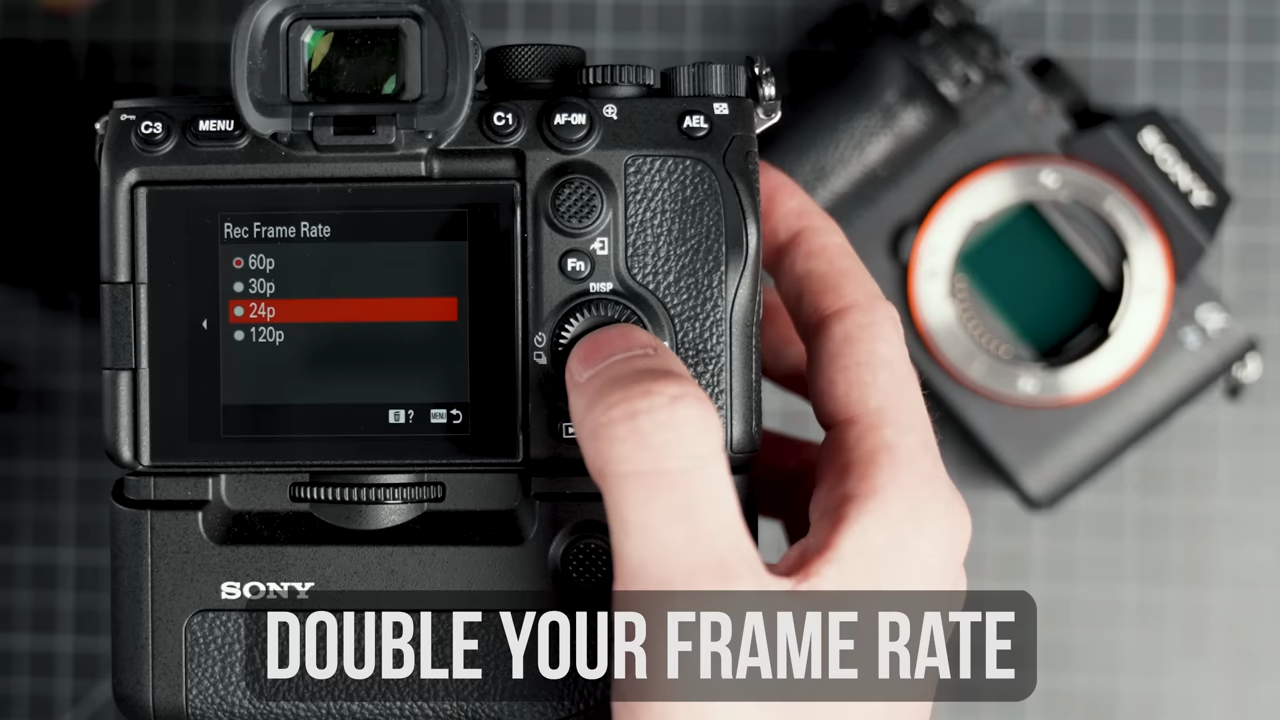 C3
MENU
C1
AF-ON
AEL
SONY
Rec Frame Rate
60p
30p
24p
120p
Fn
DISP
?
MENU
SONY
DOUBLE YOUR FRAME RATE